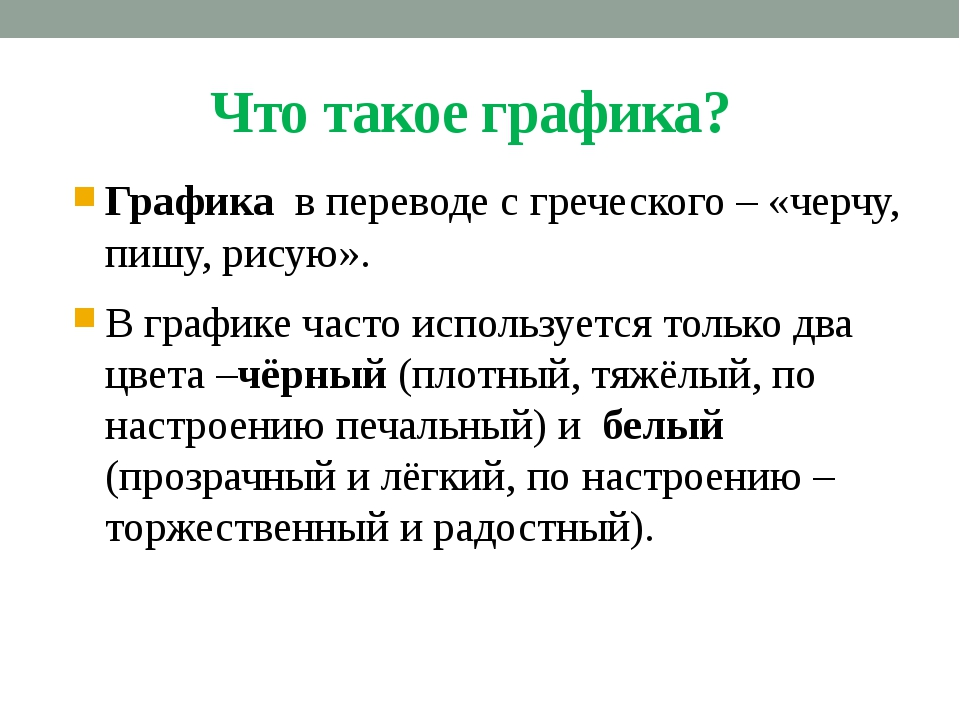 Что такое графика?
Графика в переводе с греческого – «черчу,
пишу, рисую».
В графике часто используется только два
цвета –чёрный (плотный, тяжёлый, по
настроению печальный) и белый
(прозрачный и лёгкий, по настроению –
торжественный и радостный).